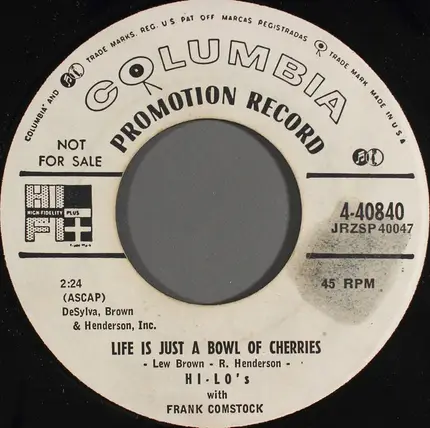 "COLUMBIA" AND TRADE MARKS. REG. U.S. PAT OFF MARCAS REGISTRADAS TRADE MARK MADE IN U S A
COLUMBIA
PROMOTION RECORD
NOT
FOR SALE
HI
HIGH-FIDELITY PLUS
FI+
4-40840
JRZSP 40047
2:24
(ASCAP)
DeSylva, Brown
& Henderson, Inc.
45 RPM
LIFE IS JUST A BOWL OF CHERRIES
- Lew Brown - R. Henderson -
HI-LO's
with
FRANK COMSTOCK